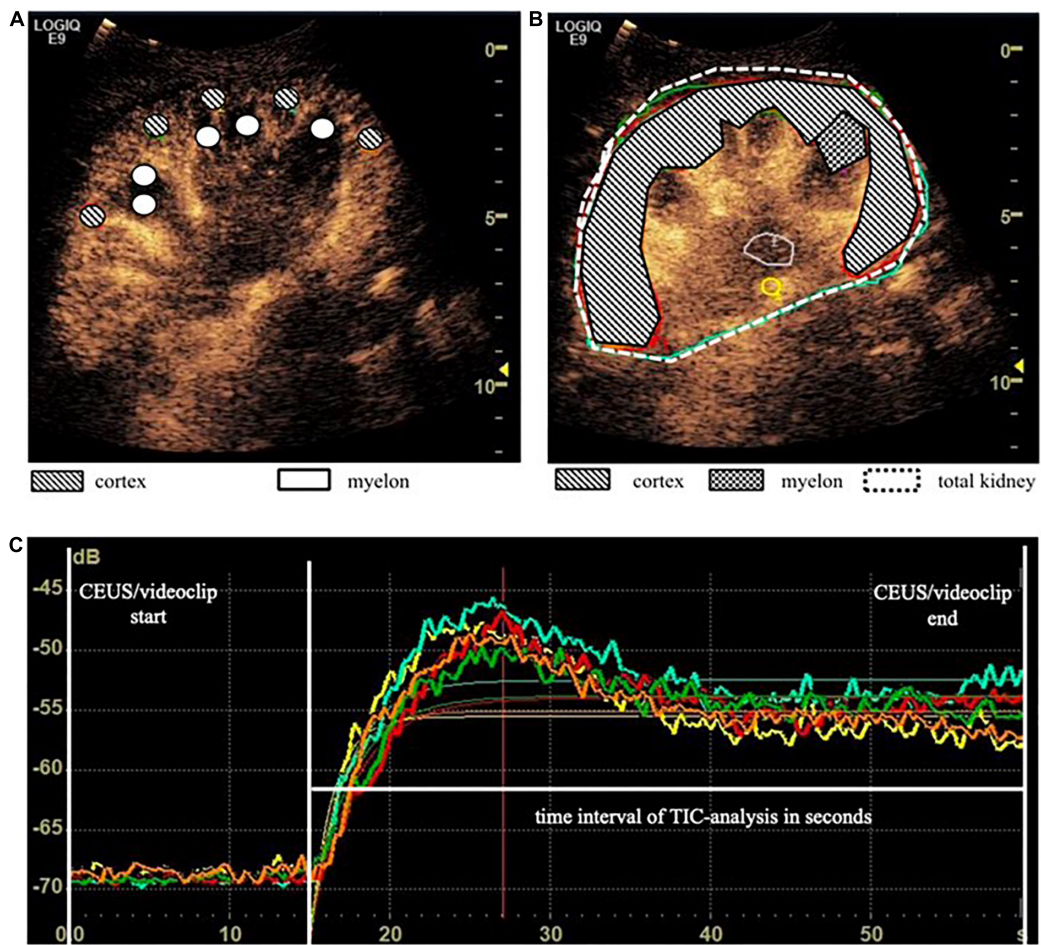 A
LOGIQ
E9
0
5
10
cortex
myelon
B
LOGIQ
E9
0
5
10
cortex
myelon
total kidney
C
dB
-45
-50
-55
-60
-65
-70
CEUS/videoclip
start
CEUS/videoclip
end
time interval of TIC-analysis in seconds
0.0
10
20
30
40
50
s